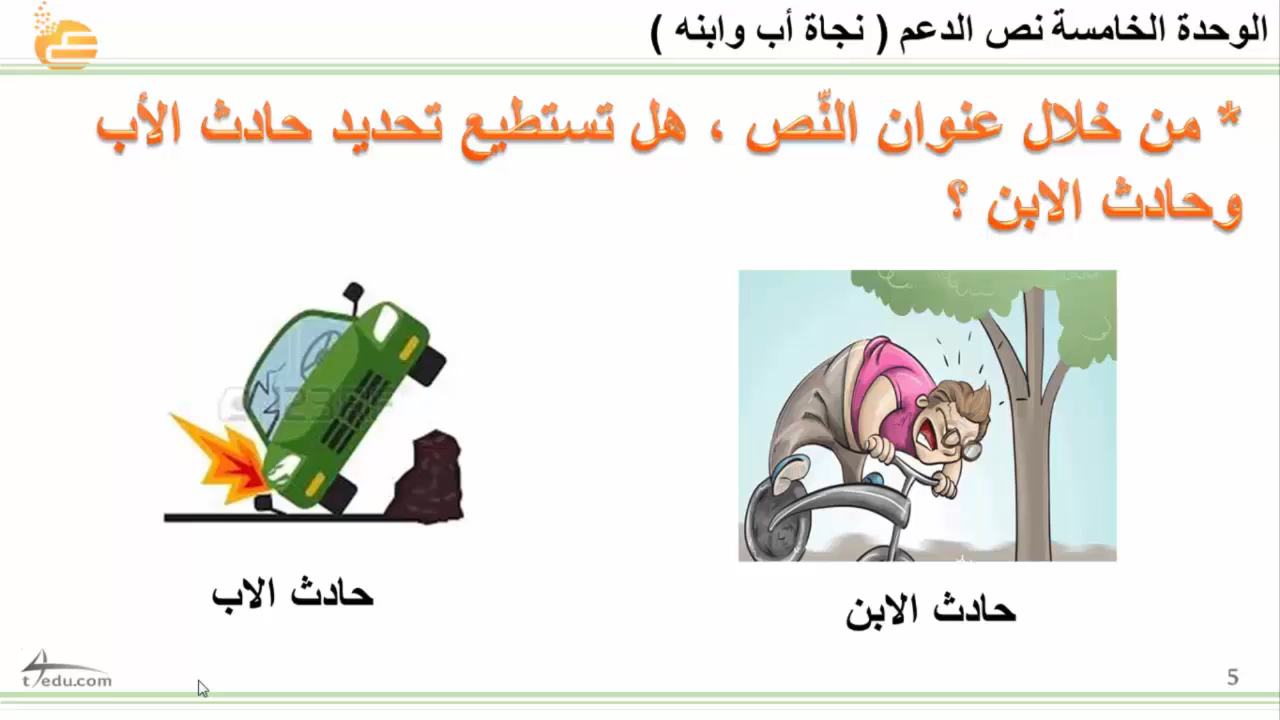 الوحدة الخامسة نص الدعم ( نجاة أب وابنه )
* من خلال عنوان النّص ، هل تستطيع تحديد حادث الأب
وحادث الابن ؟
حادث الابن
حادث الاب
t4edu.com
5